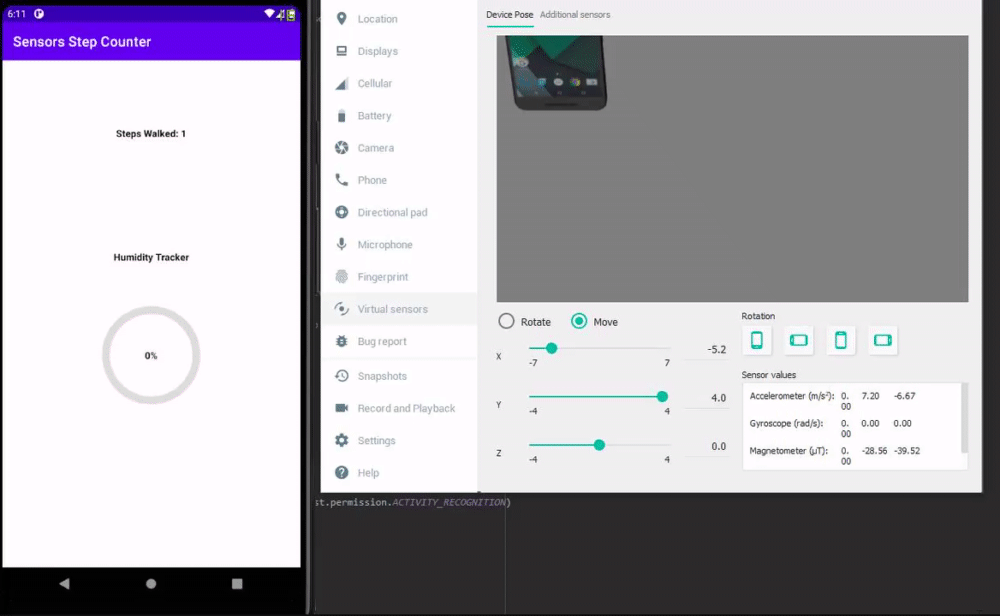 6:11
Sensors Step Counter
Steps Walked: 1
Humidity Tracker
0%
Location
Displays
Cellular
Battery
Camera
Phone
Directional pad
Microphone
Fingerprint
Virtual sensors
Bug report
Snapshots
Record and Playback
Settings
Help
Device Pose Additional sensors
Rotate Move
X -7 7 -5.2
Y -4 4 4.0
Z -4 4 0.0
Rotation
Sensor values
Accelerometer (m/s²): 0.00 7.20 -6.67
Gyroscope (rad/s): 0.00 0.00 0.00
Magnetometer (μT): 0.00 -28.56 -39.52
st.permission.ACTIVITY_RECOGNITION)